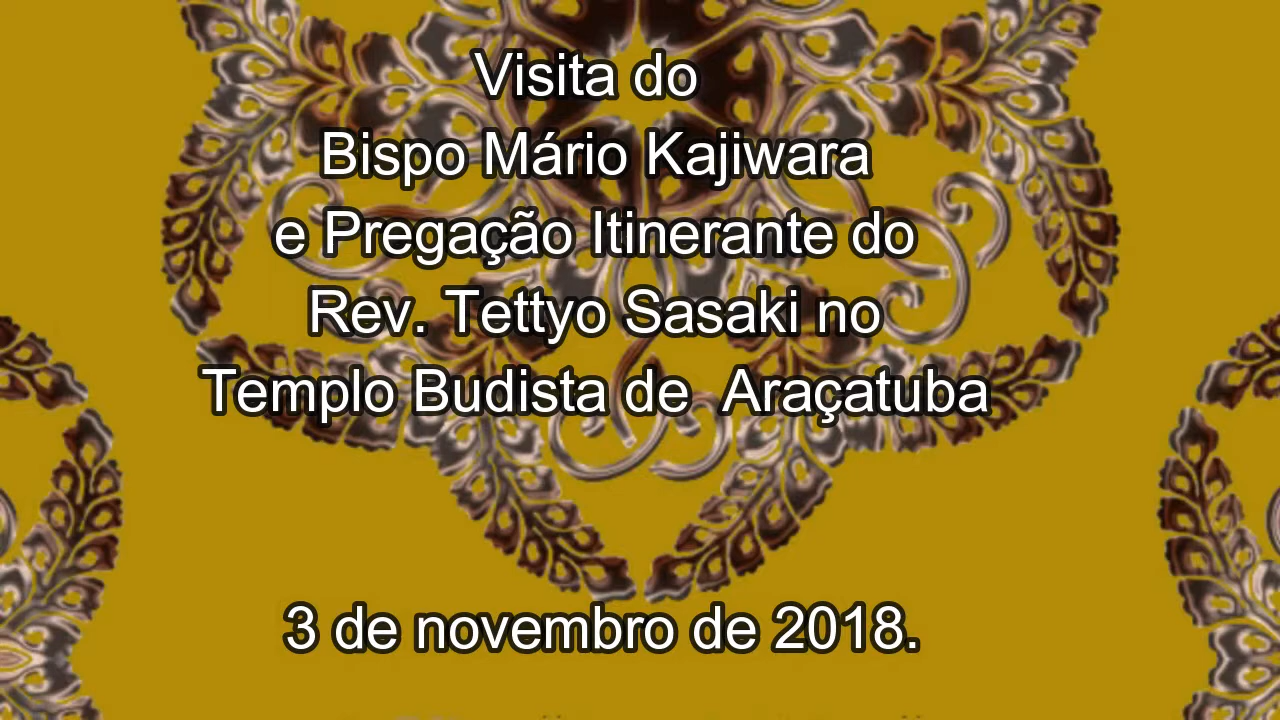 Visita do
Bispo Mário Kajiwara
e Pregação Itinerante do
Rev. Tettyo Sasaki no
Templo Budista de  Araçatuba
3 de novembro de 2018.